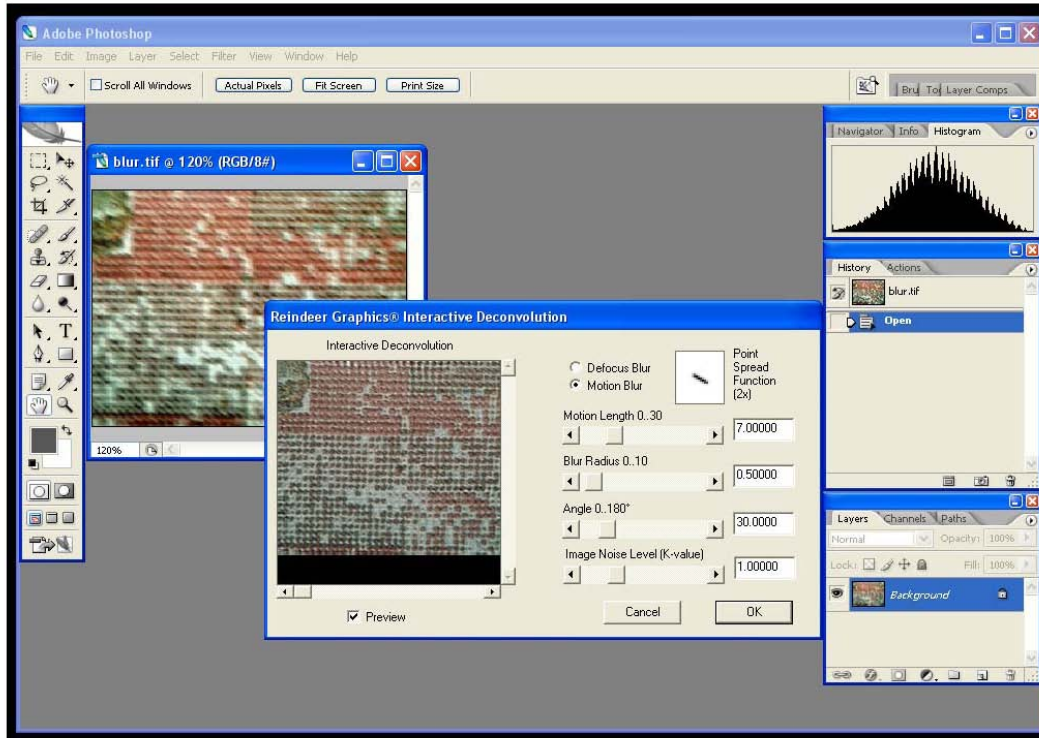 Adobe Photoshop
File Edit Image Layer Select Filter View Window Help
Scroll All Windows Actual Pixels Fit Screen Print Size
Bru Too Layer Comps
Navigator Info Histogram
blur.tif @ 120% (RGB/8#)
120%
History Actions
blur.tif
Open
Reindeer Graphics® Interactive Deconvolution
Interactive Deconvolution
Defocus Blur
Motion Blur
Point
Spread
Function
(2x)
Motion Length 0..30
7.00000
Blur Radius 0..10
0.50000
Angle 0..180°
30.0000
Image Noise Level (K-value)
1.00000
Preview
Cancel OK
Layers Channels Paths
Normal Opacity: 100%
Lock: Fill: 100%
Background
T